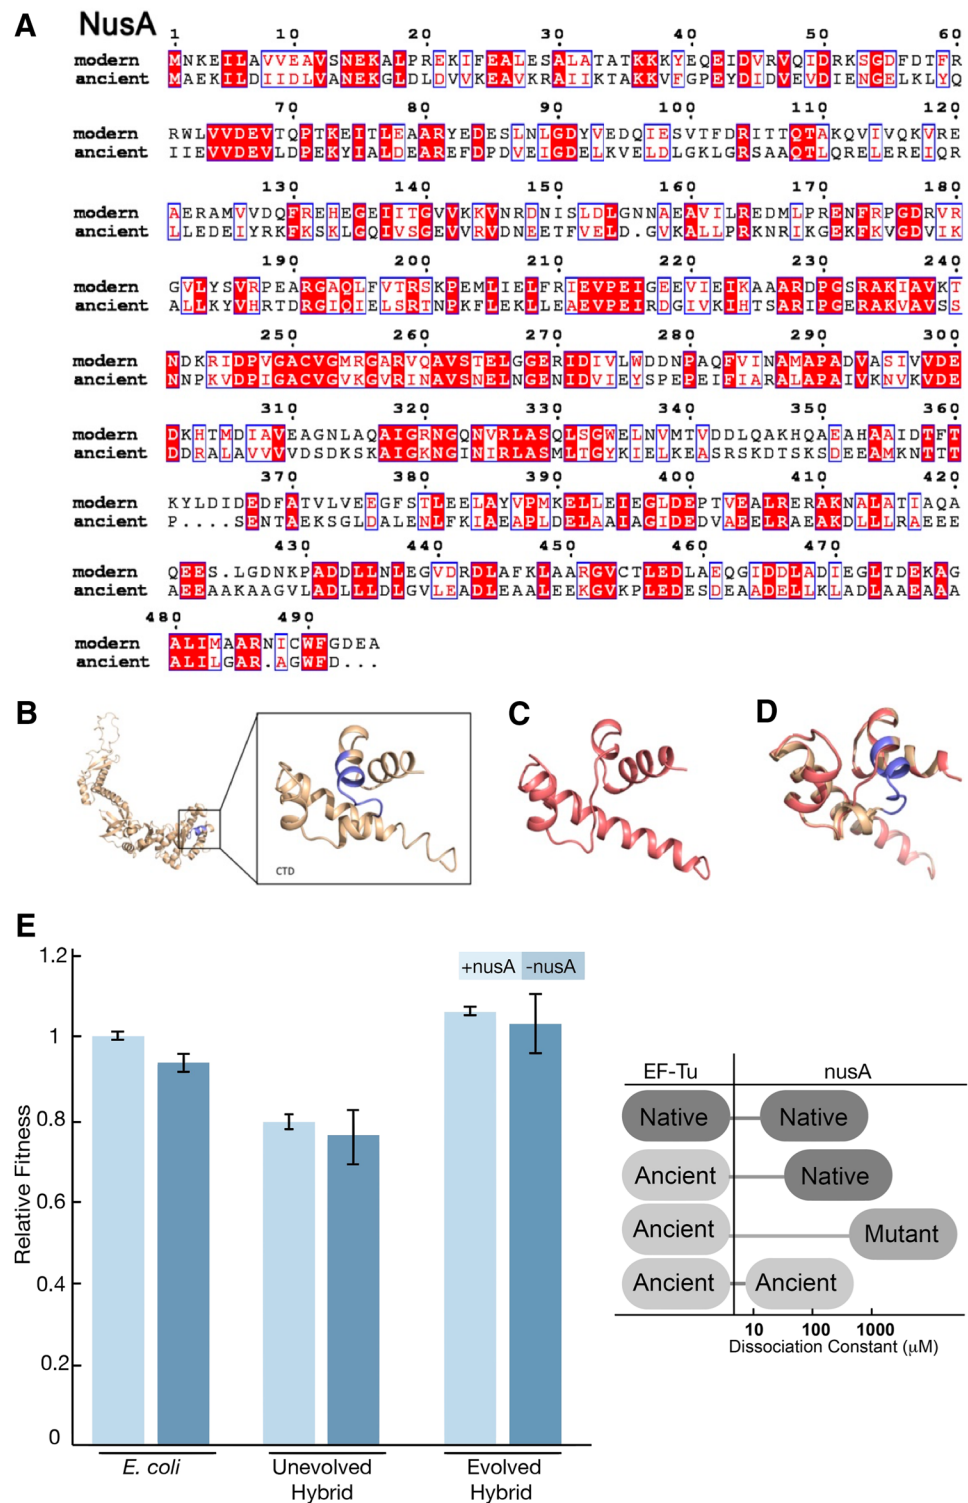 A NusA
1 10 20 30 40 50 60
modern MNKEILAVVEAVSNEKALPREKIFEALESALATATKKKYEQEIDVRVQIDRKSGDFDTFR
ancient MAEKILDIIDLVANEKGLDLDVVKEAVKRAIIKTAKKVFGPEYDIDVEVDIENGELKLYQ
70 80 90 100 110 120
modern RWLVVDEVTQPTKEITLEAARYEDESLNLGDYVEDQIESVTFDRITTQTAKQVIVQKVRE
ancient IIEVVDEVLDPEKYIALDEAREFDPDVEIGDELKVELDLGKLGRSAAQTLQRELEREIQR
130 140 150 160 170 180
modern AERAMVVDQFREHEGEIITGVVKKVNRDNISLDLGNNAEAVILREDMLPRENFRPGDRVR
ancient LLEDEIYRKFKSKLGQIVSGEVVRVDNEETFVELD.GVKALLPRKNRIKGEKFKVGDVIK
190 200 210 220 230 240
modern GVLYSVRPEARGAQLFVTRSKPEMLIELFRIEVPEIGEEVIEIKAAARDPGSRAKIAVKT
ancient ALLKYVHRTDRGIQIELSRTNPKFLEKLLEAEVPEIRDGIVKIHTSARIPGERAKVAVSS
250 260 270 280 290 300
modern NDKRIDPVGACVGMRGARVQAVSTELGGERIDIVLWDDNPAQFVINAMAPADVASIVVDE
ancient NNPKVDPIGACVGVKGVRINAVSNELNGENIDVIEYSPEPEIFIARALAPAIVKNVKVDE
310 320 330 340 350 360
modern DKHTMDIAVEAGNLAQAIGRNGQNVRLASQLSGWELNVMTVDDLQAKHQAEAHAAIDTFT
ancient DDRALAVVVVDSDKSKAIGKNGINIRLASMLTGYKIELKEASRSKDTSKSDEEAMKNTTT
370 380 390 400 410 420
modern KYLDIDEDFATVLVEEGFSTLEELAYVPMKELLEIEGLDEPTVEALRERAKNALATIAQA
ancient P....SENTAEKSGLDALENLFKIAEAPLDELAAIAGIDEDVAEELRAEAKDLLLRAEEE
430 440 450 460 470
modern QEES.LGDNKPADDLLNLEGVDRDLAFKLAARGVCTLEDLAEQGIDDLADIEGLTDEKAG
ancient AEEAAKAAGVLADLLLDLGVLEADLEAALEEKGVKPLEDESDEAADELLKLADLAAEAAA
480 490
modern ALIMAARNICWFGDEA
ancient ALILGAR.AGWFD...
B C D
CTD
E
1.2
1
0.8
0.6
0.4
0.2
0
Relative Fitness
+nusA -nusA
E. coli
Unevolved Hybrid
Evolved Hybrid
EF-Tu nusA
Native Native
Ancient Native
Ancient Mutant
Ancient Ancient
10 100 1000
Dissociation Constant (µM)